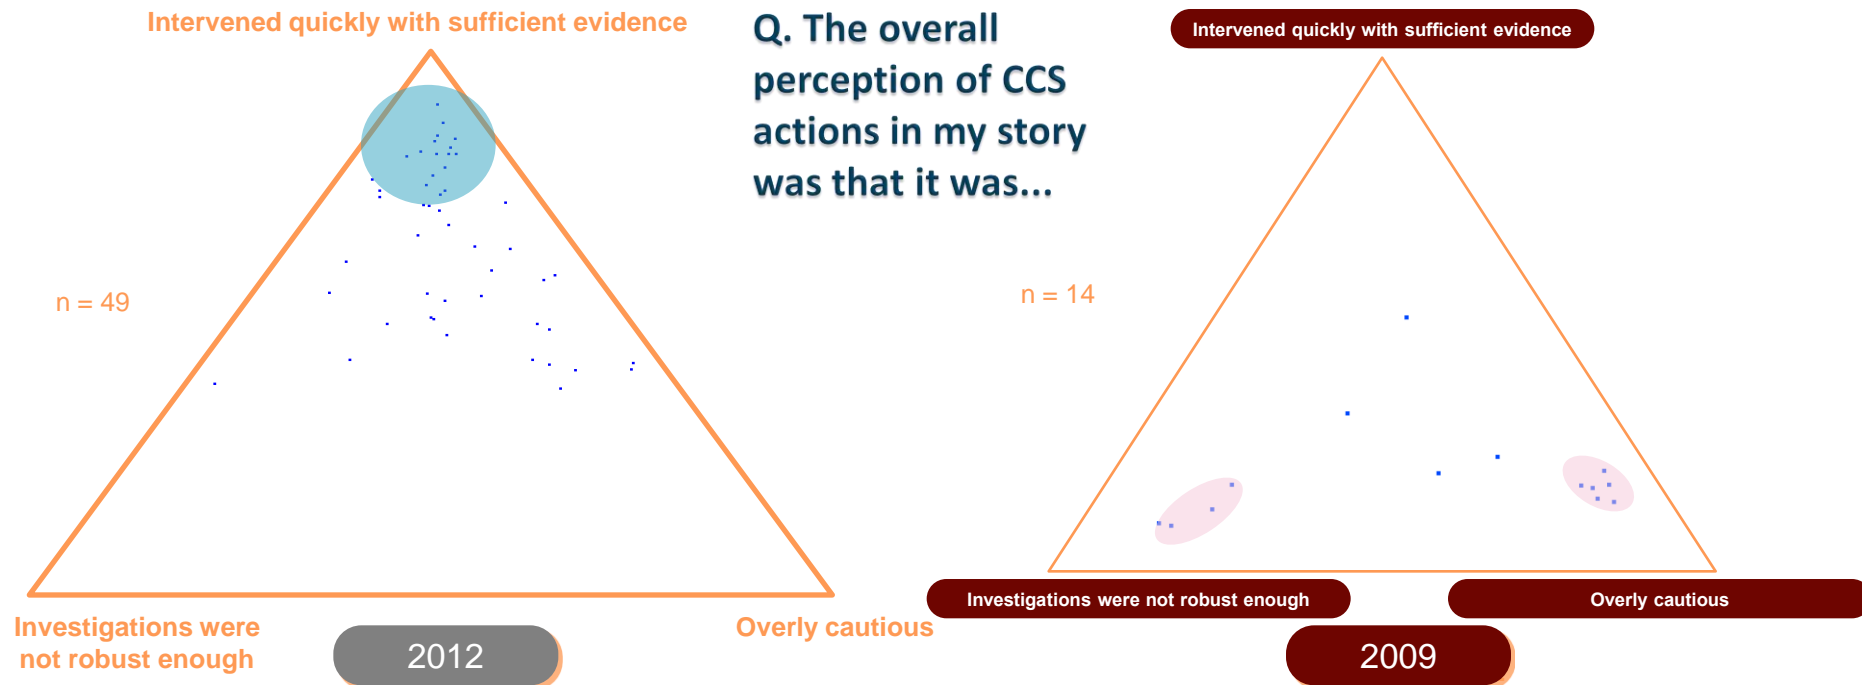 Intervened quickly with sufficient evidence
n = 49
Investigations were
not robust enough
Overly cautious
2012
Q. The overall
perception of CCS
actions in my story
was that it was...
Intervened quickly with sufficient evidence
n = 14
Investigations were not robust enough
Overly cautious
2009